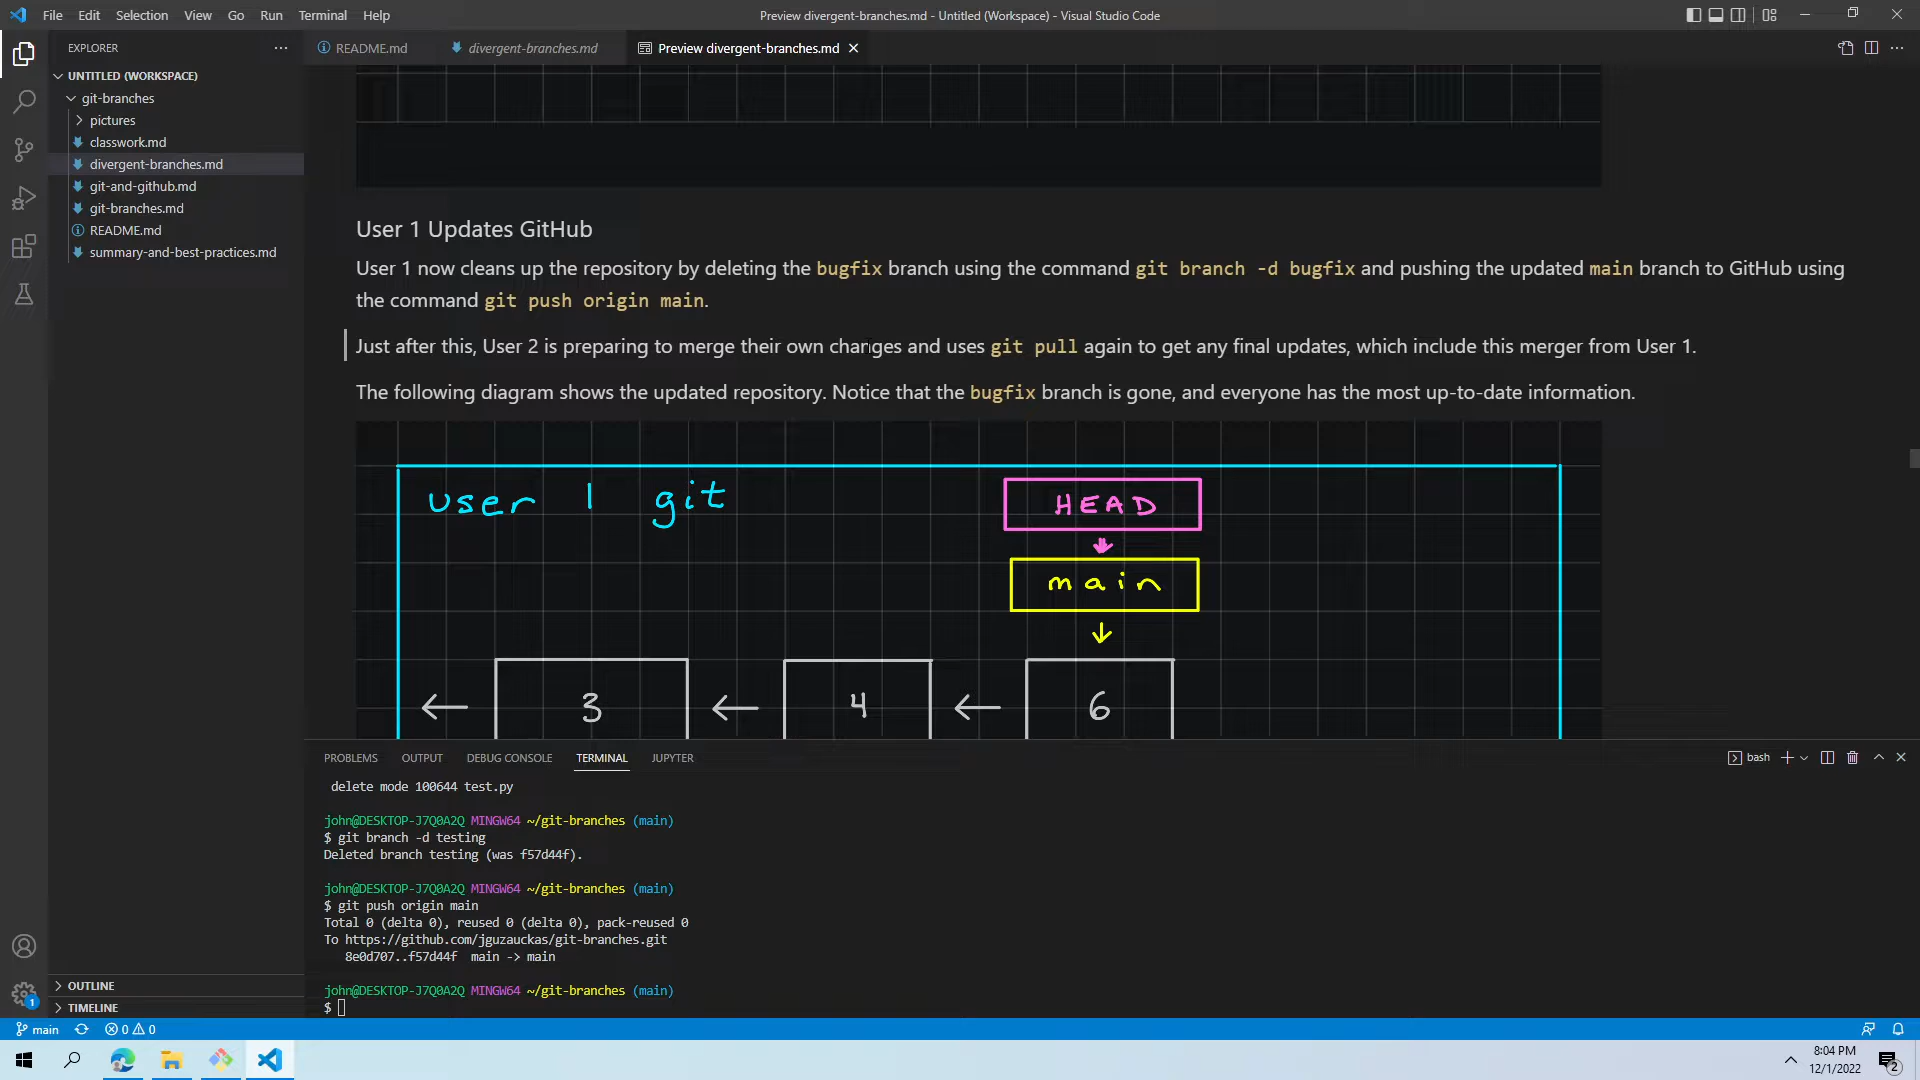 File Edit Selection View Go Run Terminal Help
Preview divergent-branches.md - Untitled (Workspace) - Visual Studio Code
EXPLORER
README.md
divergent-branches.md
Preview divergent-branches.md
UNTITLED (WORKSPACE)
git-branches
pictures
classwork.md
divergent-branches.md
git-and-github.md
git-branches.md
README.md
summary-and-best-practices.md
User 1 Updates GitHub
User 1 now cleans up the repository by deleting the bugfix branch using the command git branch -d bugfix and pushing the updated main branch to GitHub using
the command git push origin main.
Just after this, User 2 is preparing to merge their own changes and uses git pull again to get any final updates, which include this merger from User 1.
The following diagram shows the updated repository. Notice that the bugfix branch is gone, and everyone has the most up-to-date information.
user 1 git
HEAD
main
3
4
6
PROBLEMS OUTPUT DEBUG CONSOLE TERMINAL JUPYTER
bash
delete mode 100644 test.py
john@DESKTOP-J7Q0A2Q MINGW64 ~/git-branches (main)
$ git branch -d testing
Deleted branch testing (was f57d44f).
john@DESKTOP-J7Q0A2Q MINGW64 ~/git-branches (main)
$ git push origin main
Total 0 (delta 0), reused 0 (delta 0), pack-reused 0
To https://github.com/jguzauckas/git-branches.git
8e0d707..f57d44f main -> main
john@DESKTOP-J7Q0A2Q MINGW64 ~/git-branches (main)
$
OUTLINE
TIMELINE
1
main
0 0
8:04 PM
12/1/2022
2